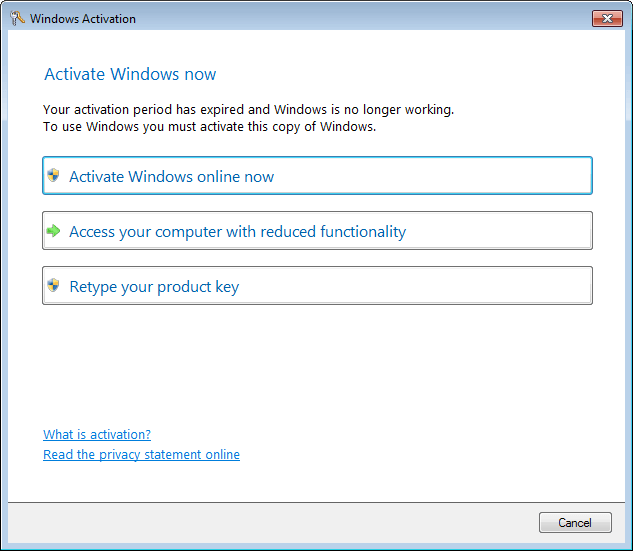 Windows Activation
Activate Windows now
Your activation period has expired and Windows is no longer working.
To use Windows you must activate this copy of Windows.
Activate Windows online now
Access your computer with reduced functionality
Retype your product key
What is activation?
Read the privacy statement online
Cancel